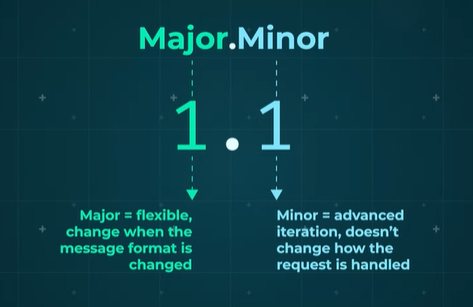 Major.Minor
1.1
Major = flexible,
change when the
message format is
changed
Minor = advanced
iteration, doesn't
change how the
request is handled